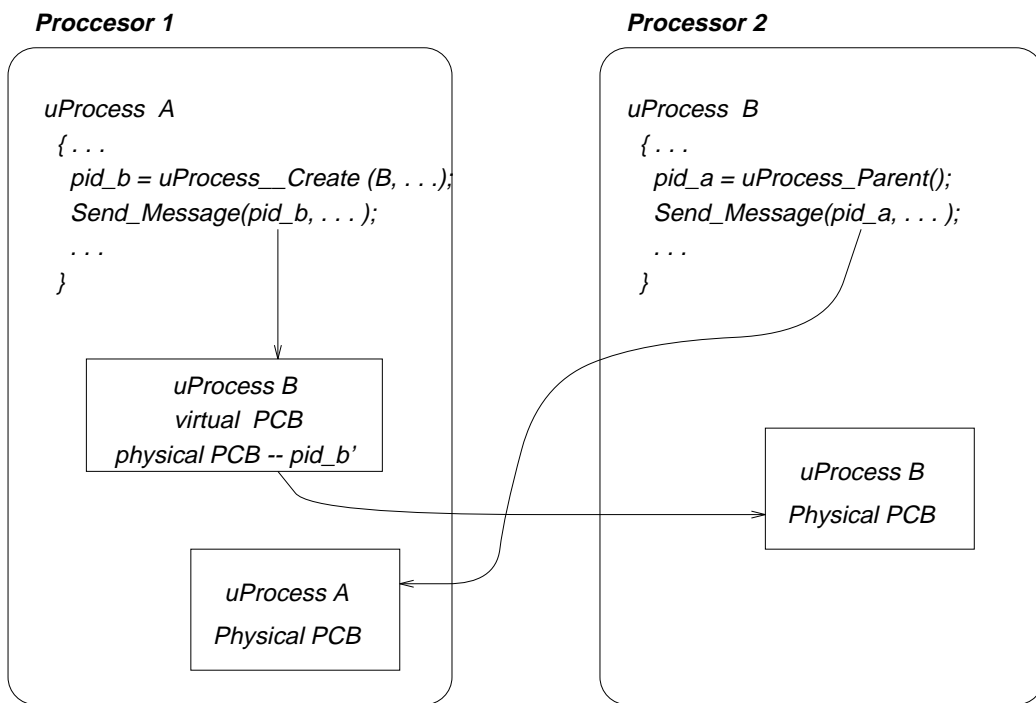 Proccesor 1
uProcess A
{ . . .
pid_b = uProcess__Create (B, . . .);
Send_Message(pid_b, . . . );
. . .
}
uProcess B
virtual PCB
physical PCB -- pid_b’
uProcess A
Physical PCB
Processor 2
uProcess B
{ . . .
pid_a = uProcess_Parent();
Send_Message(pid_a, . . . );
. . .
}
uProcess B
Physical PCB